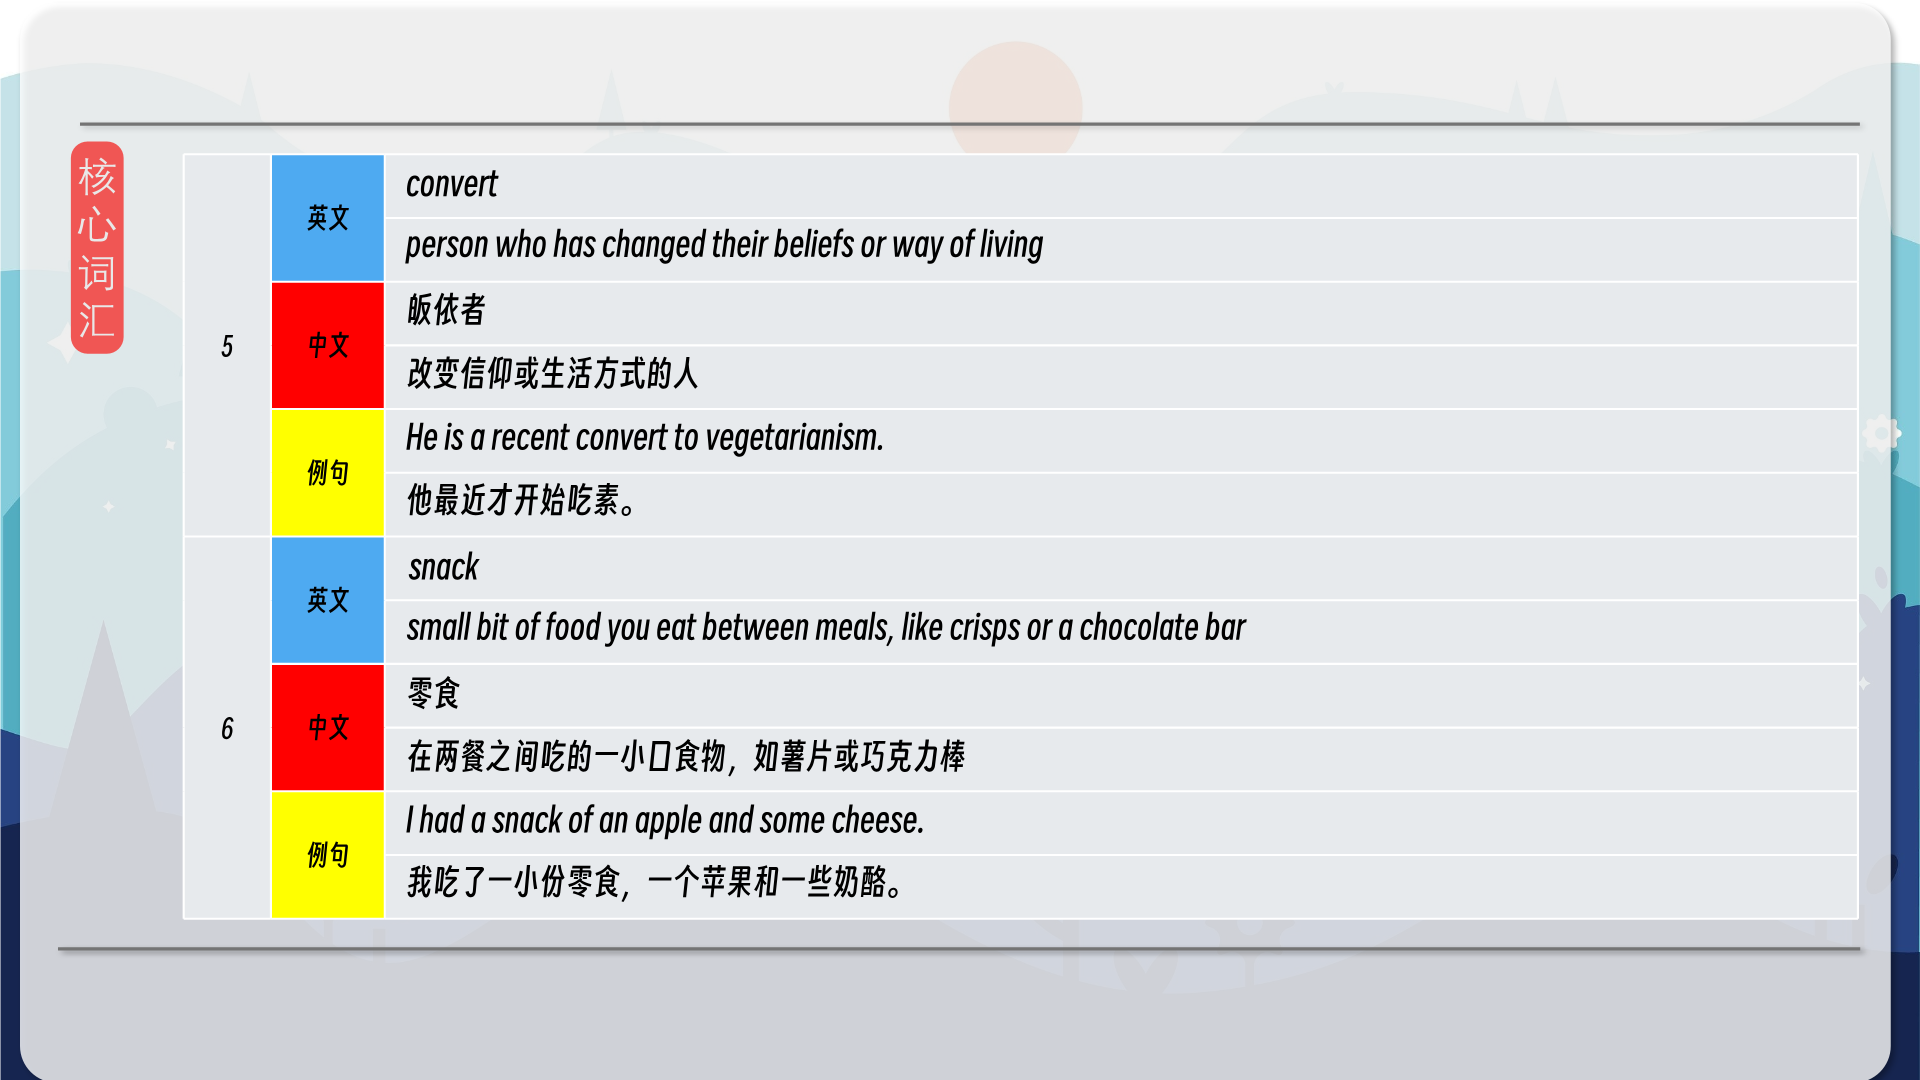 核心词汇
5
英文
convert
person who has changed their beliefs or way of living
中文
皈依者
改变信仰或生活方式的人
例句
He is a recent convert to vegetarianism.
他最近才开始吃素。
6
英文
snack
small bit of food you eat between meals, like crisps or a chocolate bar
中文
零食
在两餐之间吃的一小口食物，如薯片或巧克力棒
例句
I had a snack of an apple and some cheese.
我吃了一小份零食，一个苹果和一些奶酪。